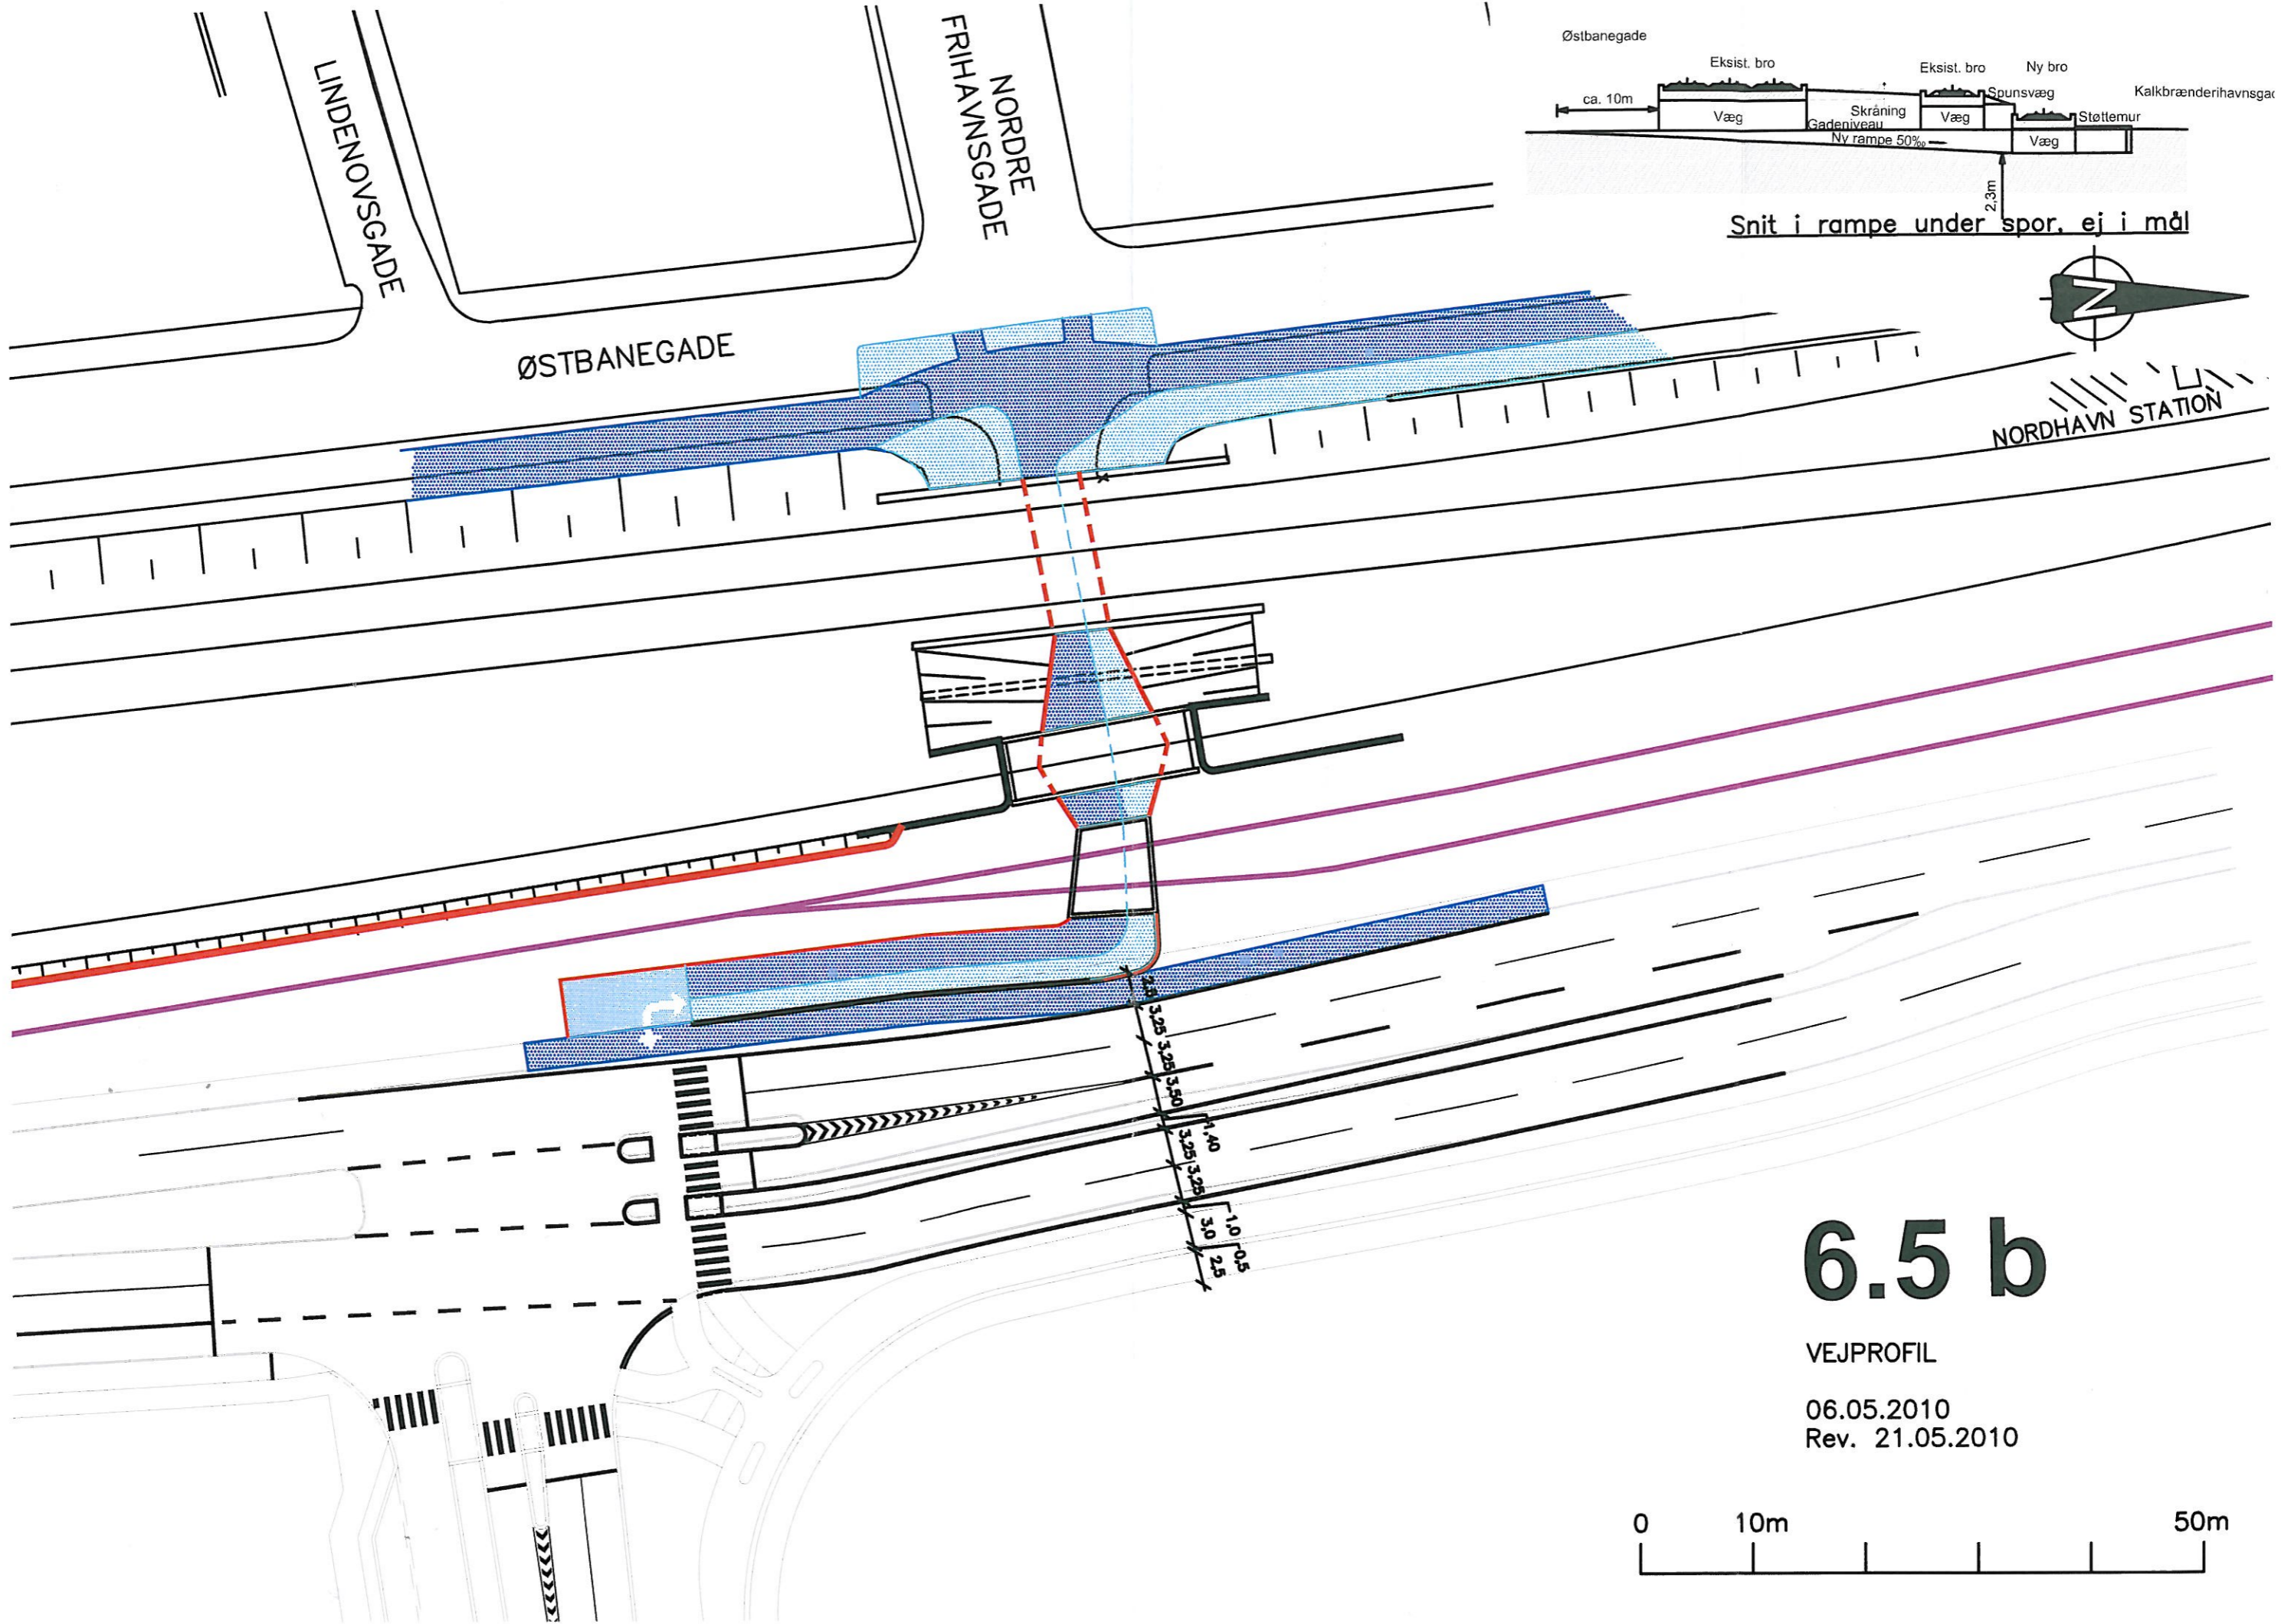 LINDENOVSGADE
NORDRE
FRIHAVNSGADE
ØSTBANEGADE
Østbanegade
Eksist. bro
Eksist. bro
Ny bro
ca. 10m
Spunsvæg
Skråning
Væg
Væg
Støttemur
Gadeniveau
Ny rampe 50‰
Væg
2,3m
Snit i rampe under spor, ej i mål
N
NORDHAVN STATION
2,5
3,25
3,25
3,50
1,40
3,25
3,25
1,0
3,0
0,5
2,5
6.5 b
VEJPROFIL
06.05.2010
Rev. 21.05.2010
0 10m 50m